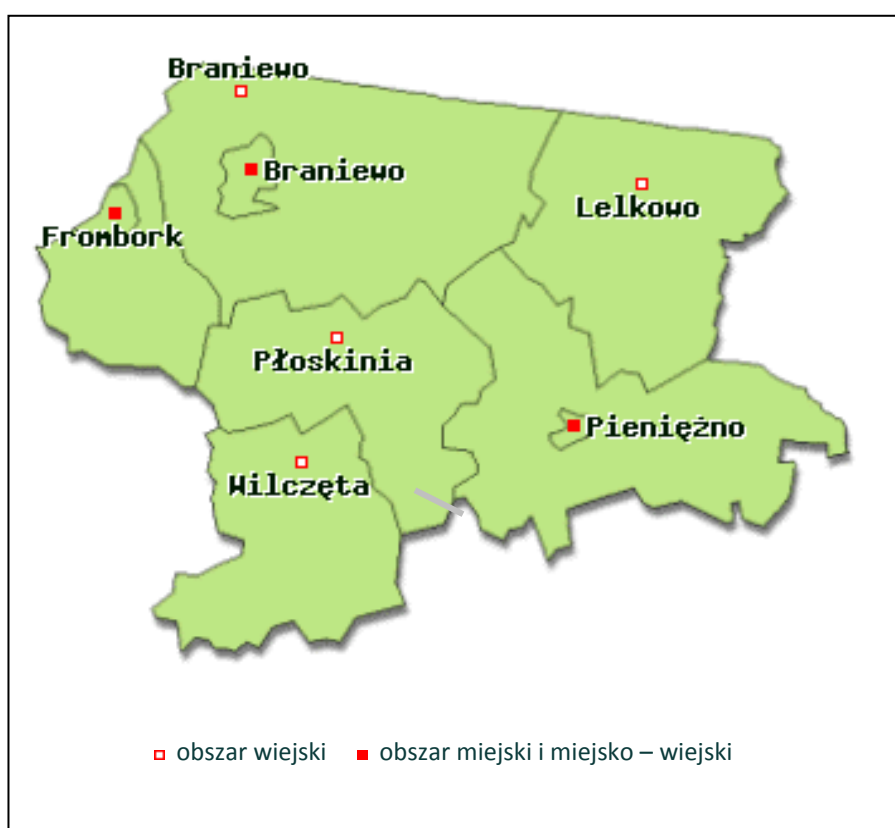 Braniewo
Braniewo
Lelkowo
Frombork
Płoskinia
Pieniężno
Wilczęta
obszar wiejski
obszar miejski i miejsko – wiejski